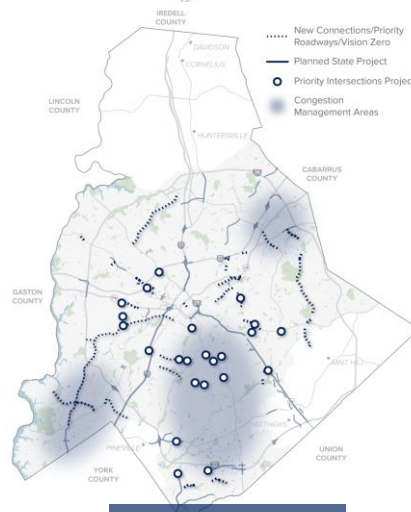 IREDELL
COUNTY
New Connections/Priority
Roadways/Vision Zero
Planned State Project
Priority Intersections Projec
Congestion
Management Areas
DAVIDSON
CORNELIUS
LINCOLN
COUNTY
HUNTERSVILLE
CABARRUS
COUNTY
GASTON
COUNTY
MINT HILL
MATTHEWS
PINEVILLE
UNION
COUNTY
YORK
COUNTY